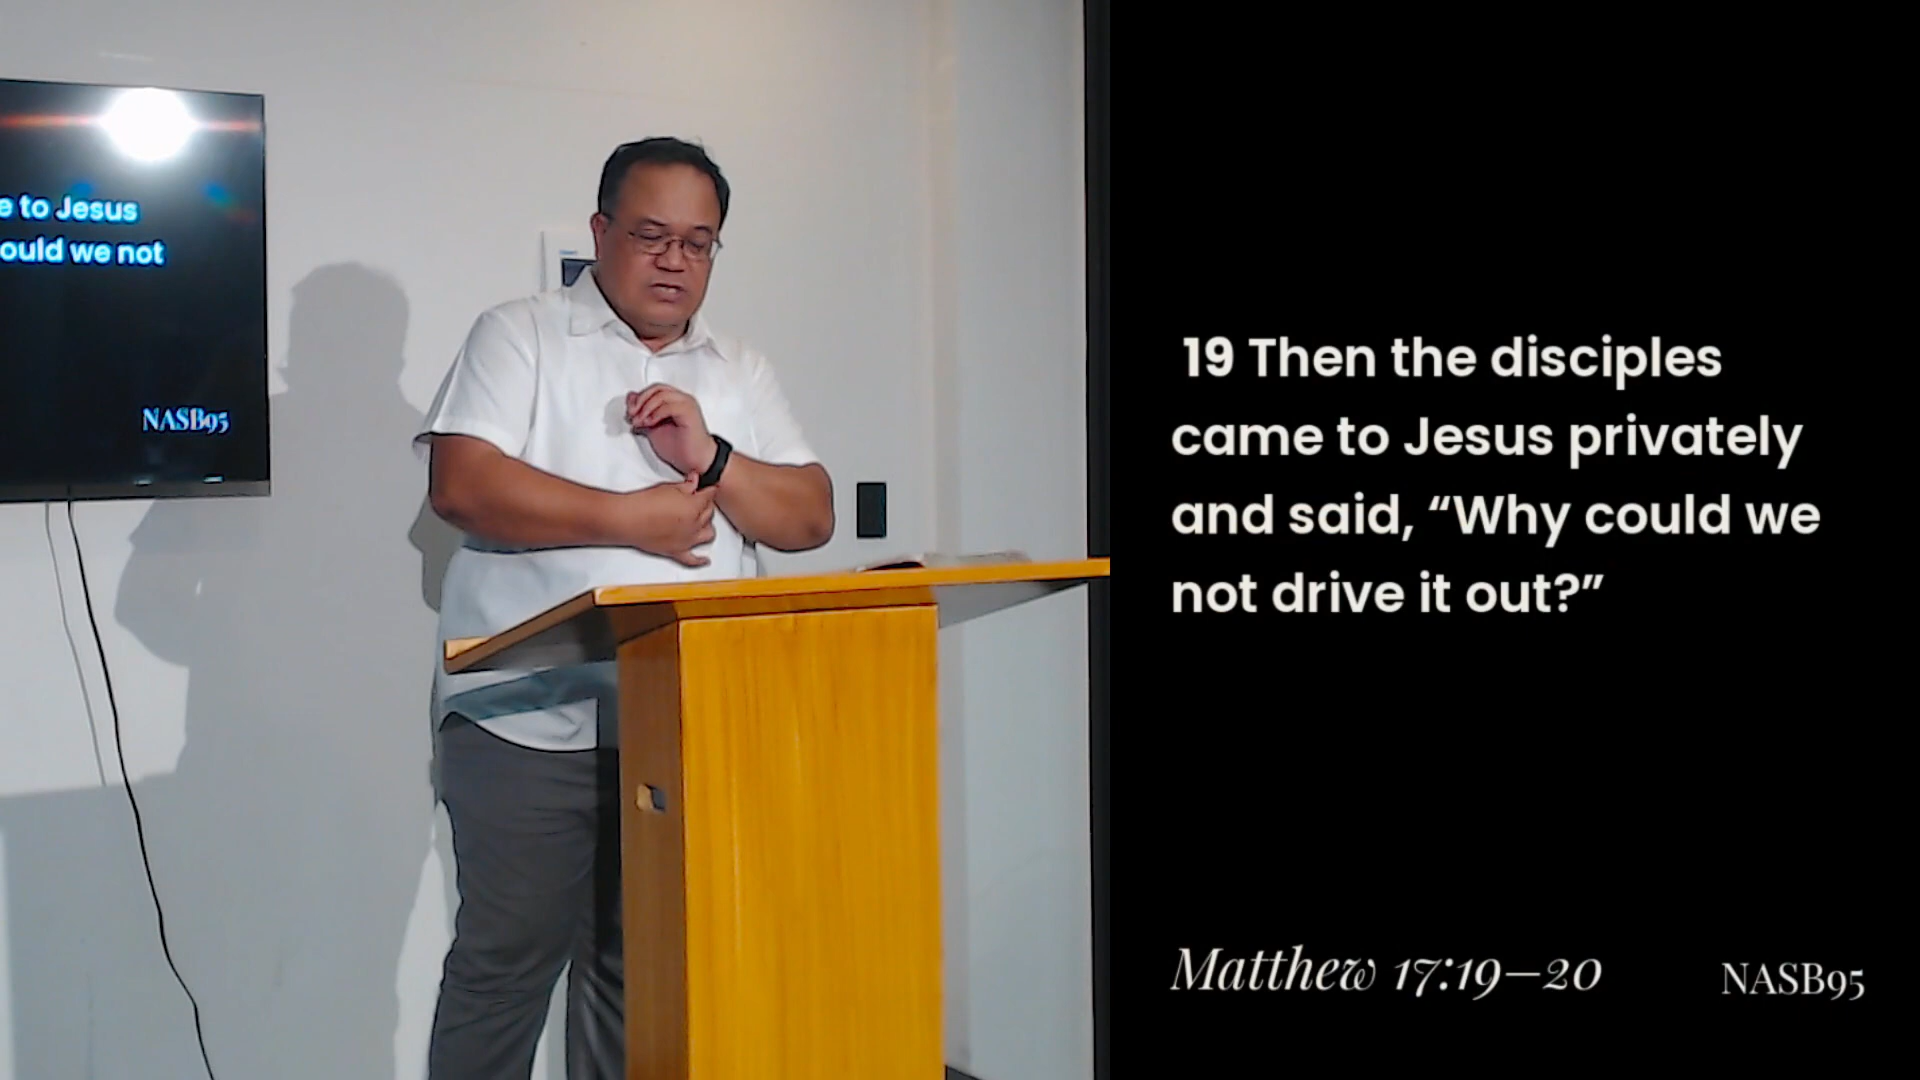 e to Jesus
ould we not
NASB95
19 Then the disciples
came to Jesus privately
and said, “Why could we
not drive it out?”
Matthew 17:19–20
NASB95